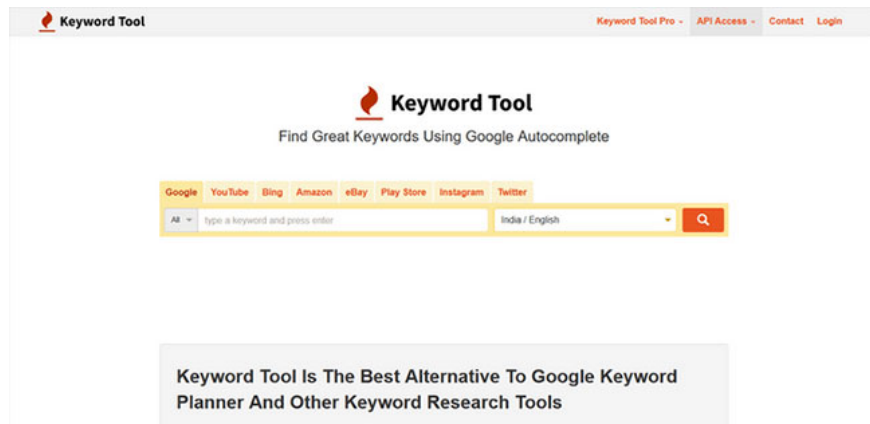 Keyword Tool
Keyword Tool Pro
API Access
Contact
Login
Keyword Tool
Find Great Keywords Using Google Autocomplete
Google YouTube Bing Amazon eBay Play Store Instagram Twitter
All type a keyword and press enter India / English
Keyword Tool Is The Best Alternative To Google Keyword
Planner And Other Keyword Research Tools